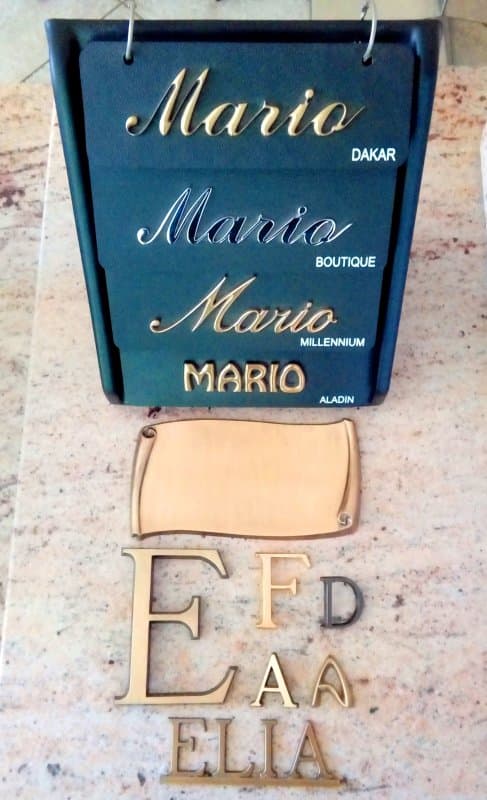 Mario
DAKAR
Mario
BOUTIQUE
Mario
MILLENNIUM
MARIO
ALADIN
E F D
A A
ELIA